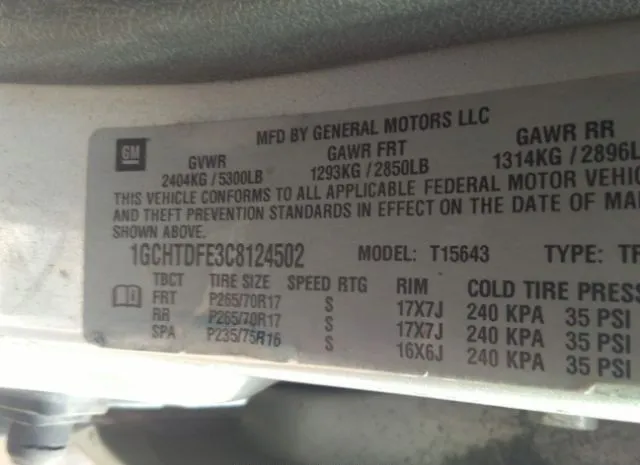 MFD BY GENERAL MOTORS LLC
GM
GVWR GAWR FRT GAWR RR
2404KG / 5300LB 1293KG / 2850LB 1314KG / 2896L
THIS VEHICLE CONFORMS TO ALL APPLICABLE FEDERAL MOTOR VEHIC
AND THEFT PREVENTION STANDARDS IN EFFECT ON THE DATE OF MA
SHOWN ABOVE.
1GCHTDFE3C8124502 MODEL: T15643 TYPE: TR
TBCT TIRE SIZE SPEED RTG RIM COLD TIRE PRESS
FRT P265/70R17 S 17X7J 240 KPA 35 PSI
RR P265/70R17 S 17X7J 240 KPA 35 PSI
SPA P235/75R16 S 16X6J 240 KPA 35 PSI